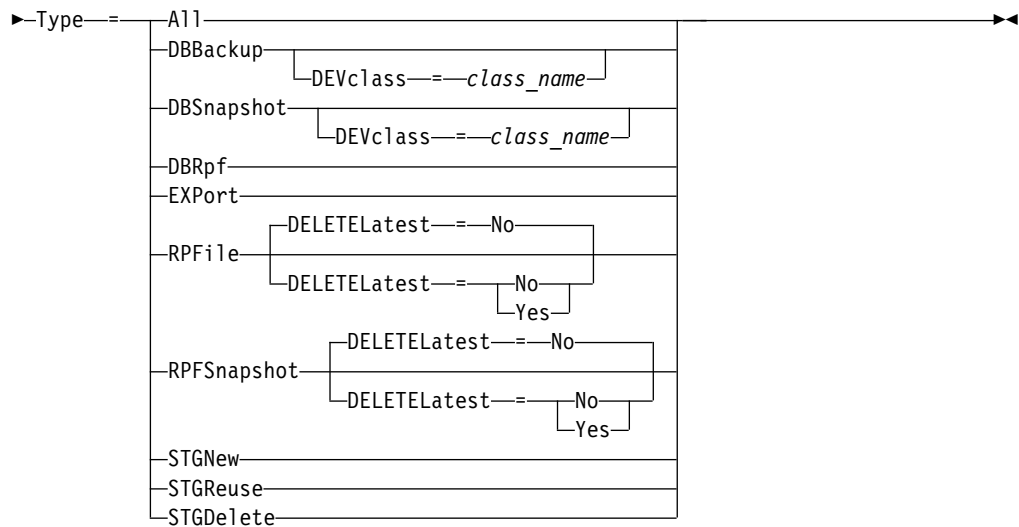 Type = All
DBBackup
DEVclass = class_name
DBSnapshot
DEVclass = class_name
DBRpf
EXPort
DELETELatest = No
RPFile
DELETELatest = No
Yes
DELETELatest = No
RPFSnapshot
DELETELatest = No
Yes
STGNew
STGReuse
STGDelete